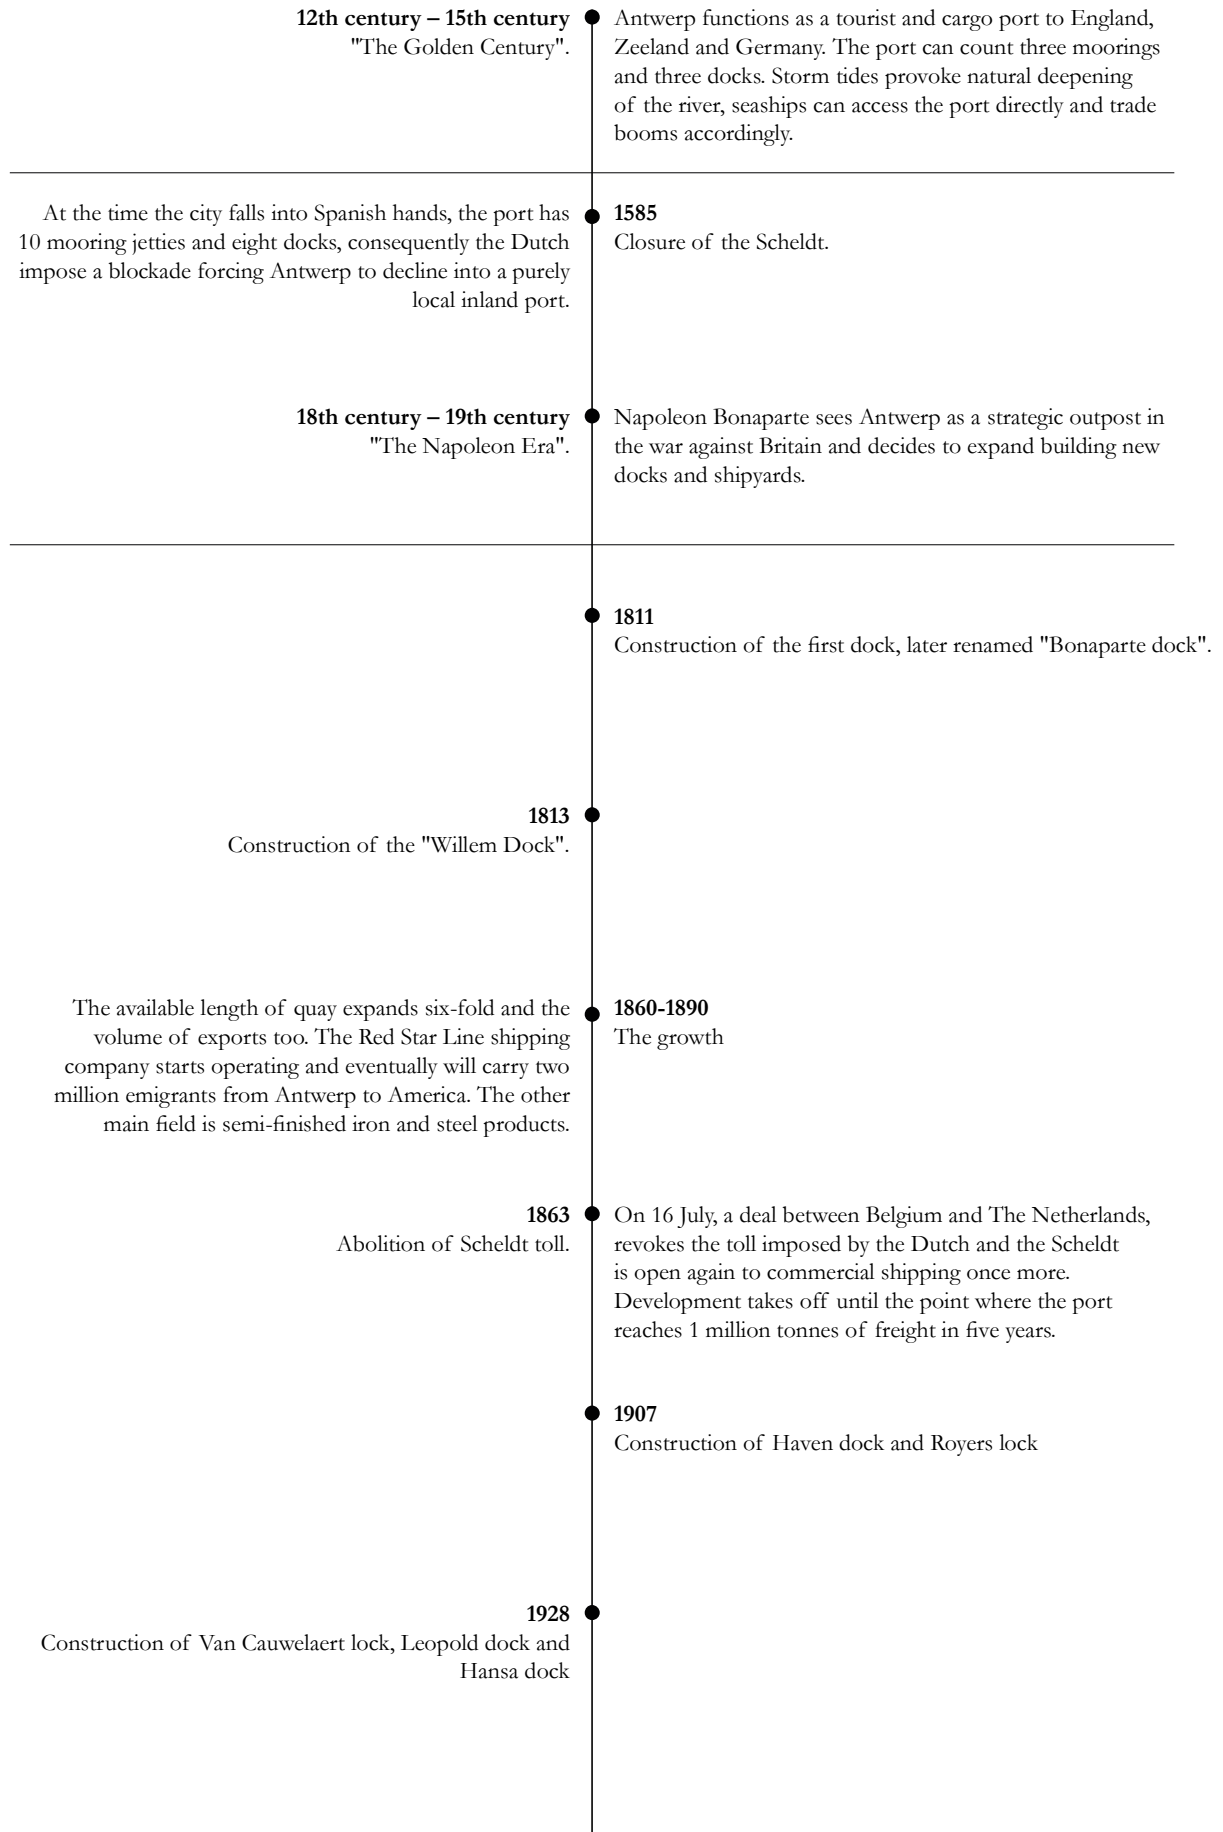 12th century – 15th century
"The Golden Century".
Antwerp functions as a tourist and cargo port to England,
Zeeland and Germany. The port can count three moorings
and three docks. Storm tides provoke natural deepening
of the river, seaships can access the port directly and trade
booms accordingly.
1585
Closure of the Scheldt.
At the time the city falls into Spanish hands, the port has
10 mooring jetties and eight docks, consequently the Dutch
impose a blockade forcing Antwerp to decline into a purely
local inland port.
18th century – 19th century
"The Napoleon Era".
Napoleon Bonaparte sees Antwerp as a strategic outpost in
the war against Britain and decides to expand building new
docks and shipyards.
1811
Construction of the first dock, later renamed "Bonaparte dock".
1813
Construction of the "Willem Dock".
1860-1890
The growth
The available length of quay expands six-fold and the
volume of exports too. The Red Star Line shipping
company starts operating and eventually will carry two
million emigrants from Antwerp to America. The other
main field is semi-finished iron and steel products.
1863
Abolition of Scheldt toll.
On 16 July, a deal between Belgium and The Netherlands,
revokes the toll imposed by the Dutch and the Scheldt
is open again to commercial shipping once more.
Development takes off until the point where the port
reaches 1 million tonnes of freight in five years.
1907
Construction of Haven dock and Royers lock
1928
Construction of Van Cauwelaert lock, Leopold dock and
Hansa dock